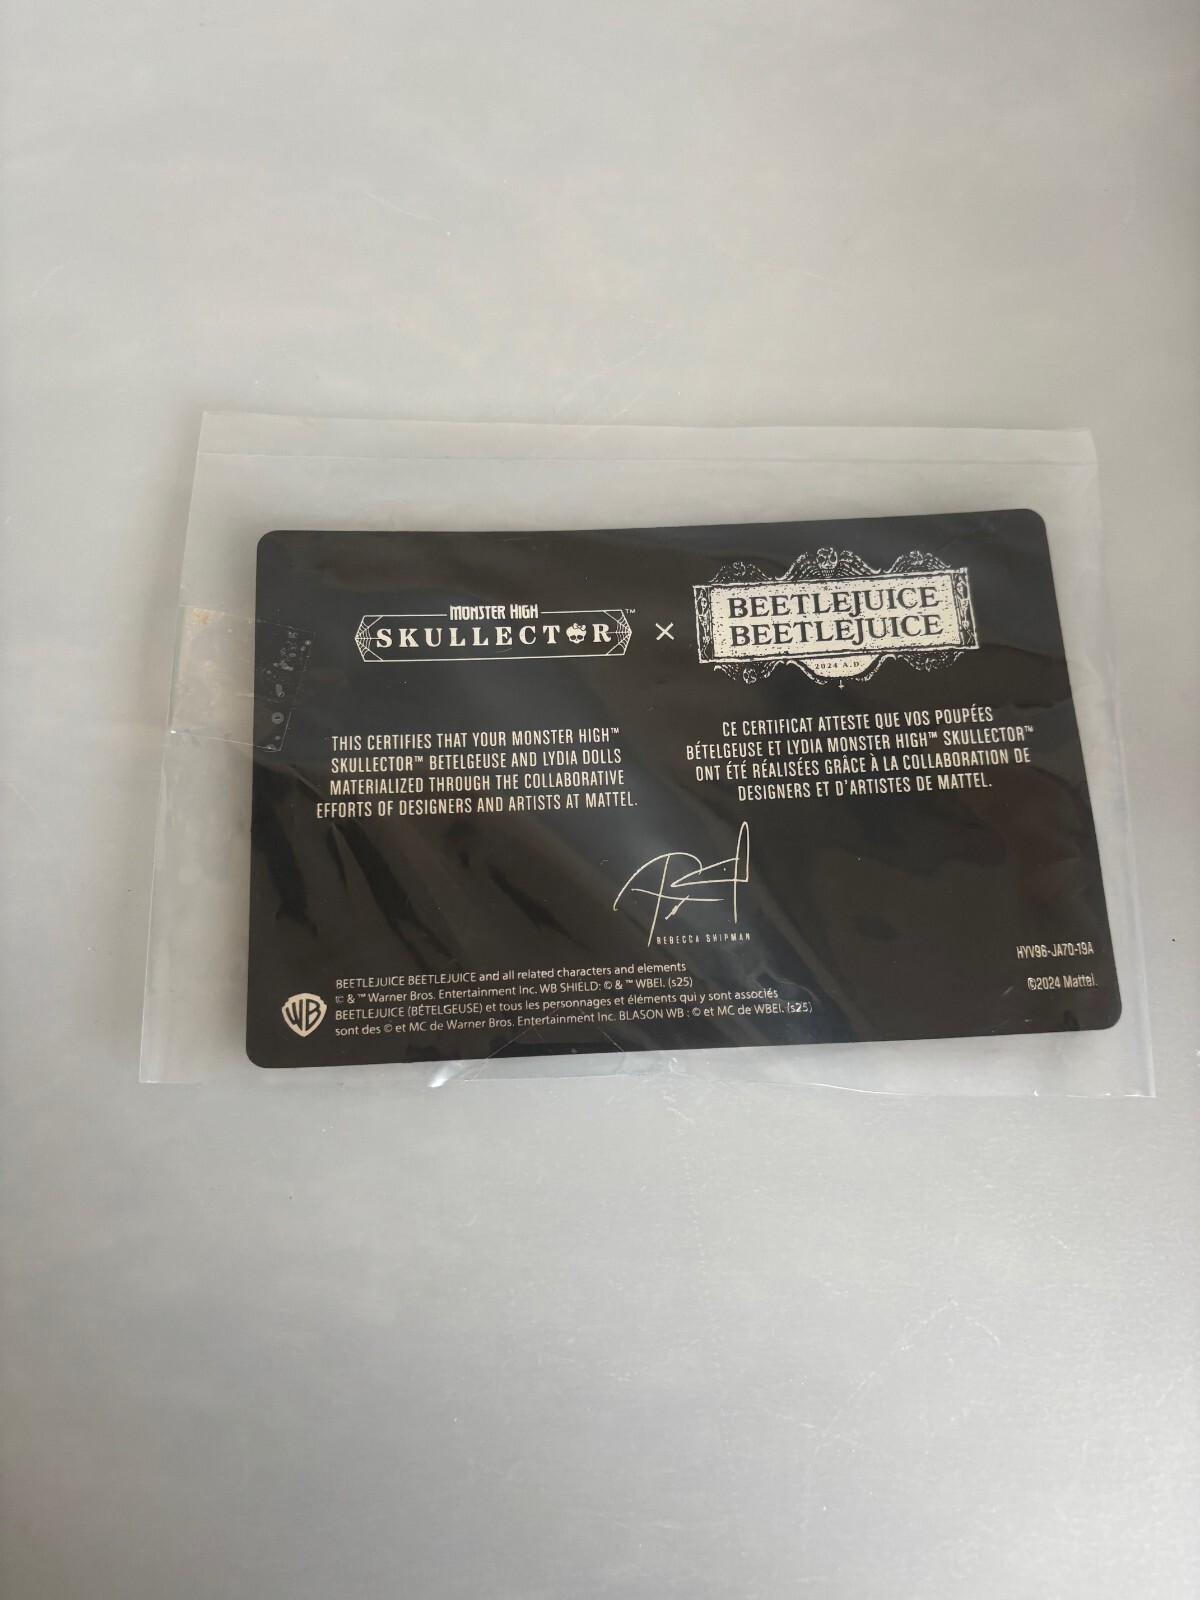 MONSTER HIGH
SKULLECTOR™
×
BEETLEJUICE
BEETLEJUICE
2024 A.D.
THIS CERTIFIES THAT YOUR MONSTER HIGH™
SKULLECTOR™ BETELGEUSE AND LYDIA DOLLS
MATERIALIZED THROUGH THE COLLABORATIVE
EFFORTS OF DESIGNERS AND ARTISTS AT MATTEL.
CE CERTIFICAT ATTESTE QUE VOS POUPÉES
BÉTELGEUSE ET LYDIA MONSTER HIGH™ SKULLECTOR™
ONT ÉTÉ RÉALISÉES GRÂCE À LA COLLABORATION DE
DESIGNERS ET D'ARTISTES DE MATTEL.
REBECCA SHIPMAN
WB
BEETLEJUICE BEETLEJUICE and all related characters and elements
© & ™ Warner Bros. Entertainment Inc. WB SHIELD: © & ™ WBEI. (s25)
BEETLEJUICE (BÉTELGEUSE) et tous les personnages et éléments qui y sont associés
sont des © et MC de Warner Bros. Entertainment Inc. BLASON WB : © et MC de WBEI. (s25)
HYV96-JA70-19A
©2024 Mattel.